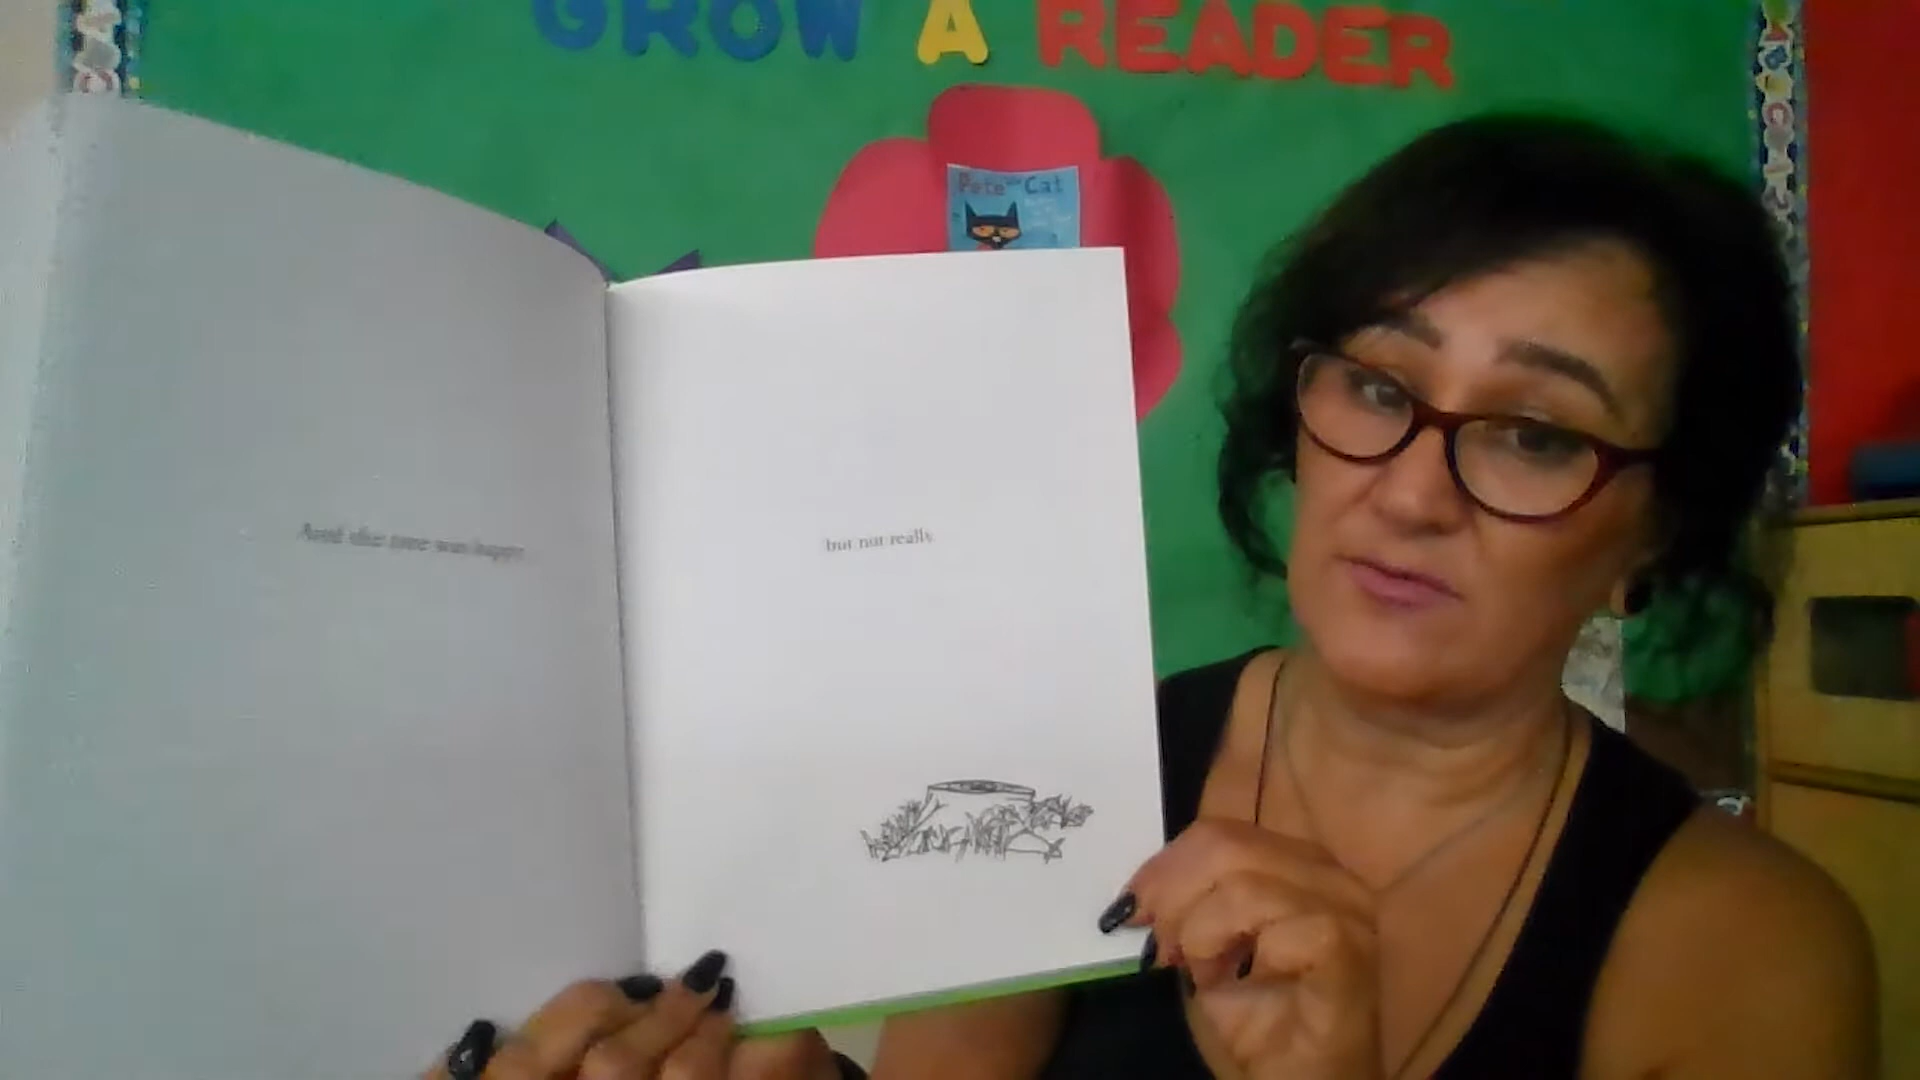 GROW A READER
Pete the Cat
And the tree was happy
but not really.